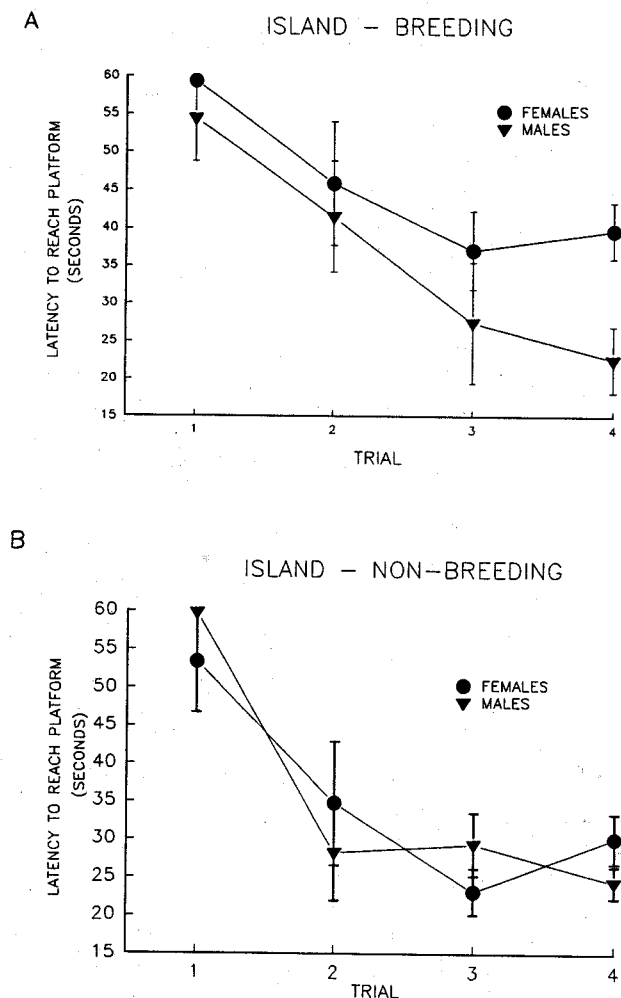 A
ISLAND – BREEDING
60
55
50
45
40
35
30
25
20
15
LATENCY TO REACH PLATFORM
(SECONDS)
FEMALES
MALES
1 2 3 4
TRIAL
B
ISLAND – NON–BREEDING
60
55
50
45
40
35
30
25
20
15
LATENCY TO REACH PLATFORM
(SECONDS)
FEMALES
MALES
1 2 3 4
TRIAL